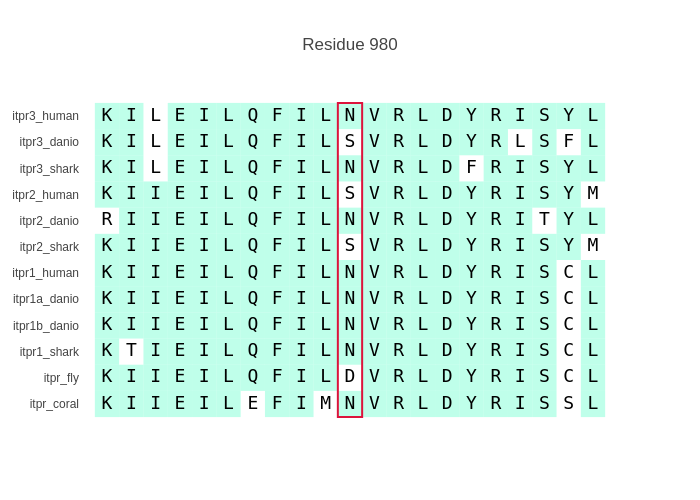 Residue 980
itpr3_human K I L E I L Q F I L N V R L D Y R I S Y L
itpr3_danio K I L E I L Q F I L S V R L D Y R L S F L
itpr3_shark K I L E I L Q F I L N V R L D F R I S Y L
itpr2_human K I I E I L Q F I L S V R L D Y R I S Y M
itpr2_danio R I I E I L Q F I L N V R L D Y R I T Y L
itpr2_shark K I I E I L Q F I L S V R L D Y R I S Y M
itpr1_human K I I E I L Q F I L N V R L D Y R I S C L
itpr1a_danio K I I E I L Q F I L N V R L D Y R I S C L
itpr1b_danio K I I E I L Q F I L N V R L D Y R I S C L
itpr1_shark K T I E I L Q F I L N V R L D Y R I S C L
itpr_fly K I I E I L Q F I L D V R L D Y R I S C L
itpr_coral K I I E I L E F I M N V R L D Y R I S S L